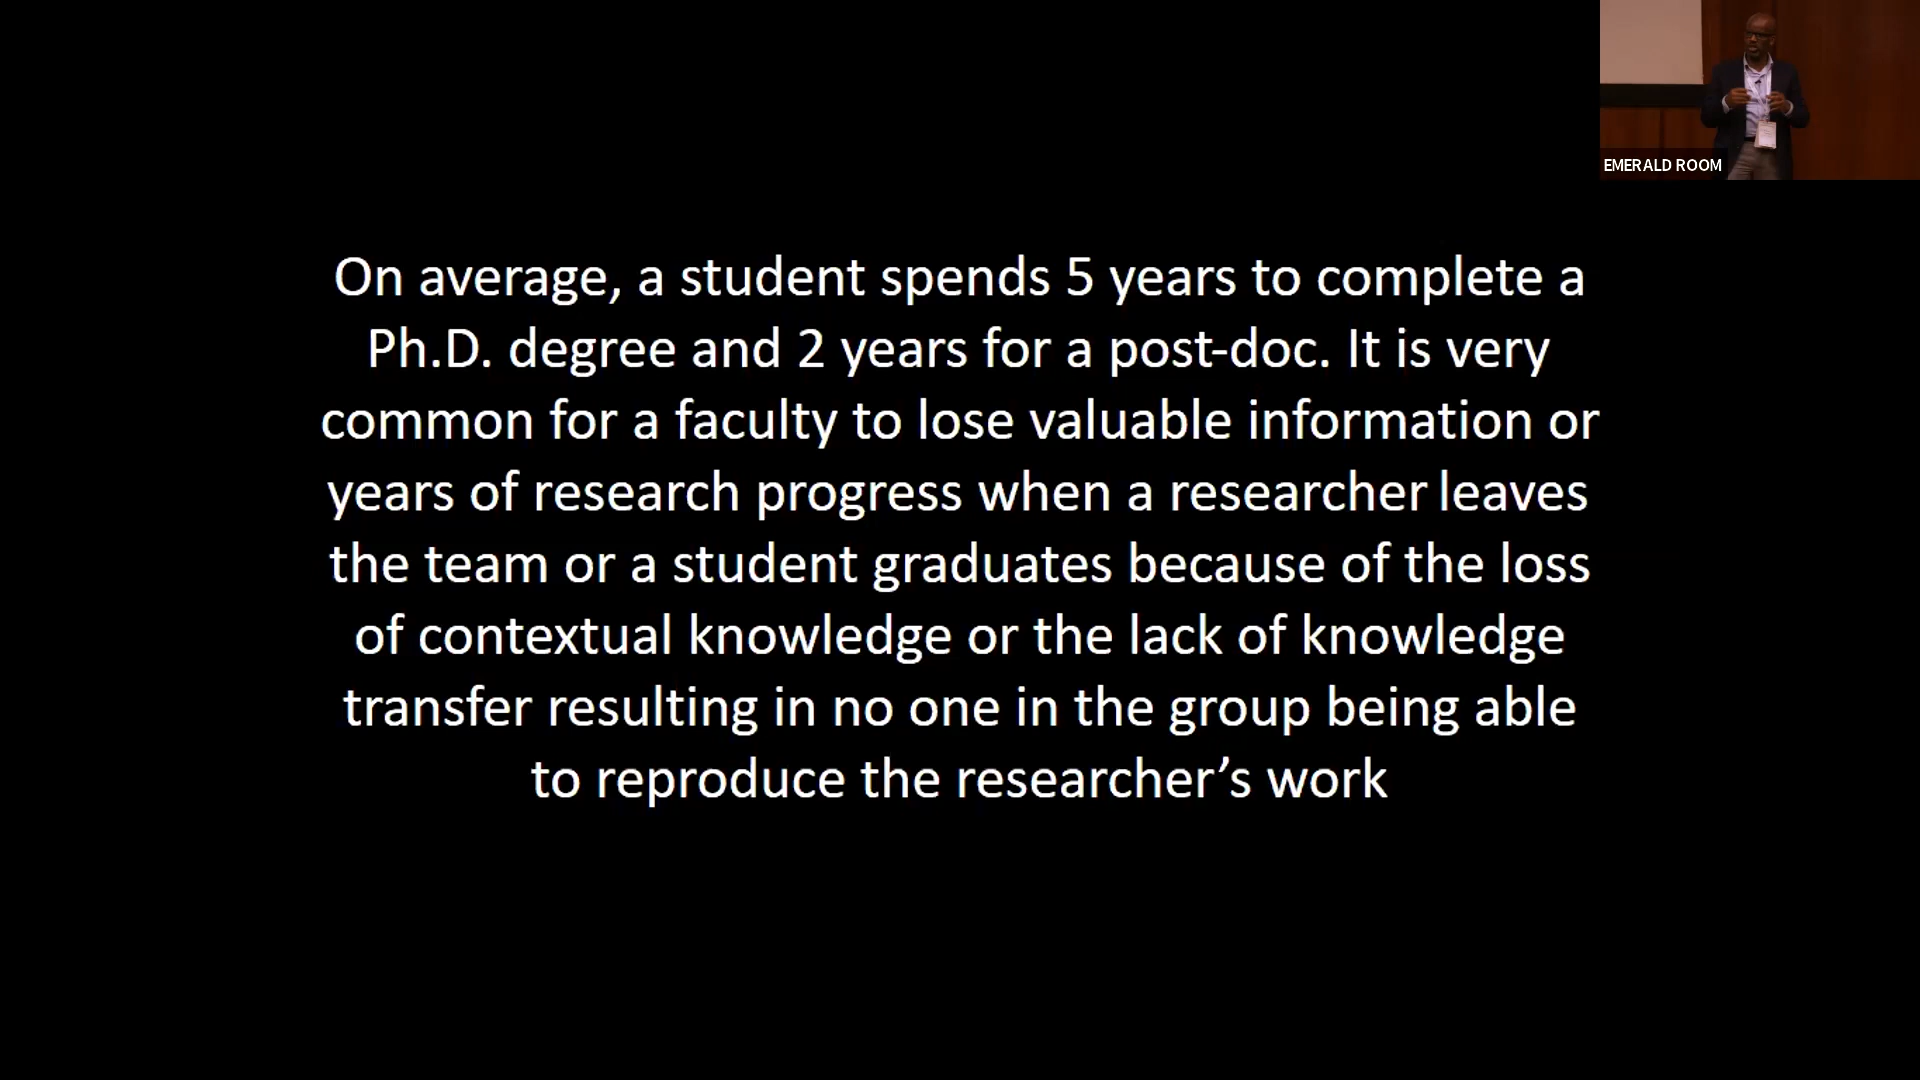 EMERALD ROOM
On average, a student spends 5 years to complete a
Ph.D. degree and 2 years for a post-doc. It is very
common for a faculty to lose valuable information or
years of research progress when a researcher leaves
the team or a student graduates because of the loss
of contextual knowledge or the lack of knowledge
transfer resulting in no one in the group being able
to reproduce the researcher’s work